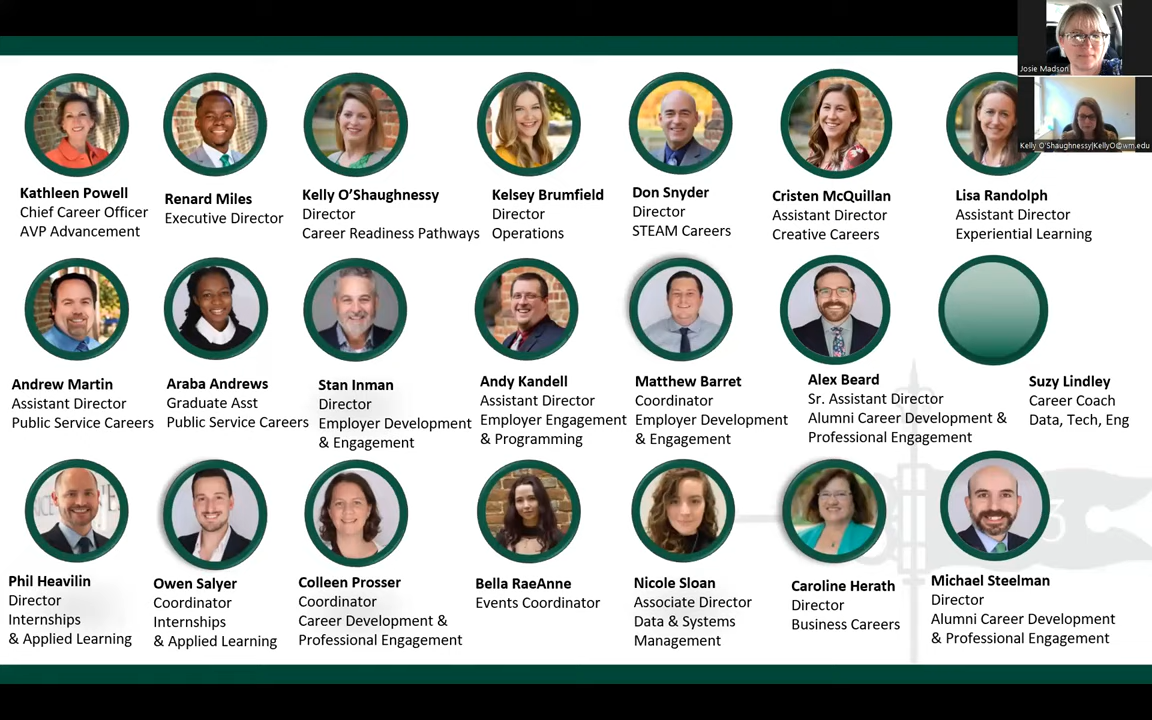 Josie Madson
Kelly O'Shaughnessy|KellyO@wm.edu
Kathleen Powell
Chief Career Officer
AVP Advancement
Renard Miles
Executive Director
Kelly O’Shaughnessy
Director
Career Readiness Pathways
Kelsey Brumfield
Director
Operations
Don Snyder
Director
STEAM Careers
Cristen McQuillan
Assistant Director
Creative Careers
Lisa Randolph
Assistant Director
Experiential Learning
Andrew Martin
Assistant Director
Public Service Careers
Araba Andrews
Graduate Asst
Public Service Careers
Stan Inman
Director
Employer Development
& Engagement
Andy Kandell
Assistant Director
Employer Engagement
& Programming
Matthew Barret
Coordinator
Employer Development
& Engagement
Alex Beard
Sr. Assistant Director
Alumni Career Development &
Professional Engagement
Suzy Lindley
Career Coach
Data, Tech, Eng
Phil Heavilin
Director
Internships
& Applied Learning
Owen Salyer
Coordinator
Internships
& Applied Learning
Colleen Prosser
Coordinator
Career Development &
Professional Engagement
Bella RaeAnne
Events Coordinator
Nicole Sloan
Associate Director
Data & Systems
Management
Caroline Herath
Director
Business Careers
Michael Steelman
Director
Alumni Career Development
& Professional Engagement